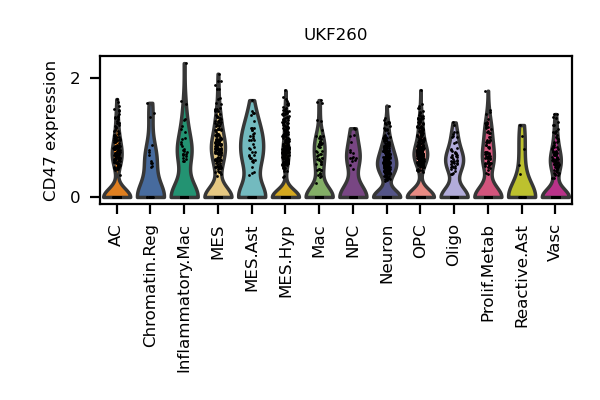 UKF260
CD47 expression
2
0
AC
Chromatin.Reg
Inflammatory.Mac
MES
MES.Ast
MES.Hyp
Mac
NPC
Neuron
OPC
Oligo
Prolif.Metab
Reactive.Ast
Vasc